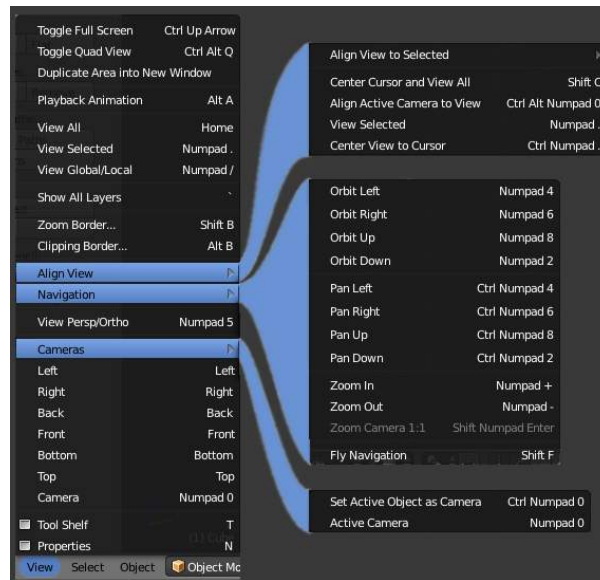 Toggle Full Screen Ctrl Up Arrow
Toggle Quad View Ctrl Alt Q
Duplicate Area into New Window
Playback Animation Alt A
View All Home
View Selected Numpad .
View Global/Local Numpad /
Show All Layers `
Zoom Border... Shift B
Clipping Border... Alt B
Align View
Navigation
View Persp/Ortho Numpad 5
Cameras
Left Left
Right Right
Back Back
Front Front
Bottom Bottom
Top Top
Camera Numpad 0
Tool Shelf T
Properties N
View Select Object Object Mo
Align View to Selected
Center Cursor and View All Shift C
Align Active Camera to View Ctrl Alt Numpad 0
View Selected Numpad .
Center View to Cursor Ctrl Numpad .
Orbit Left Numpad 4
Orbit Right Numpad 6
Orbit Up Numpad 8
Orbit Down Numpad 2
Pan Left Ctrl Numpad 4
Pan Right Ctrl Numpad 6
Pan Up Ctrl Numpad 8
Pan Down Ctrl Numpad 2
Zoom In Numpad +
Zoom Out Numpad -
Zoom Camera 1:1 Shift Numpad Enter
Fly Navigation Shift F
Set Active Object as Camera Ctrl Numpad 0
Active Camera Numpad 0